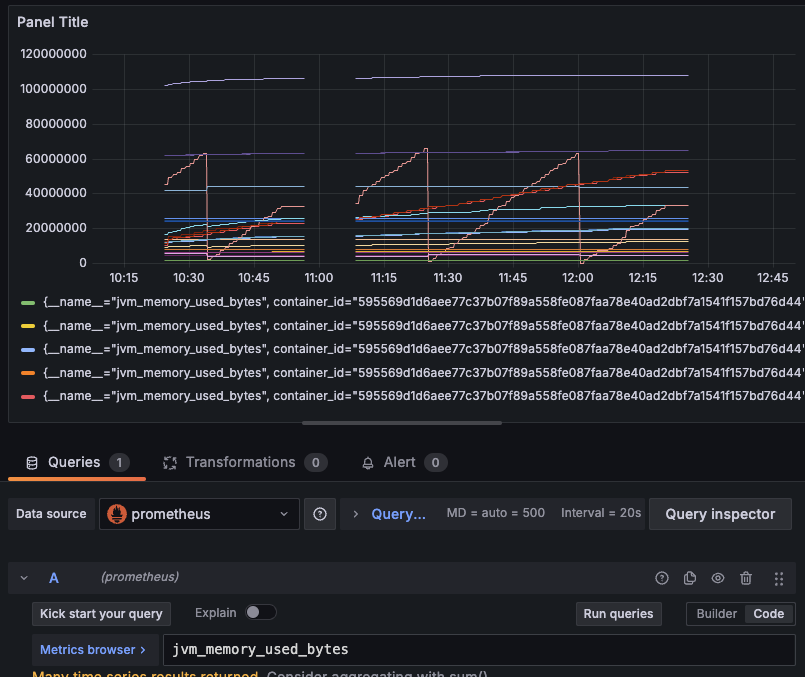 Panel Title
120000000
100000000
80000000
60000000
40000000
20000000
0
10:15 10:30 10:45 11:00 11:15 11:30 11:45 12:00 12:15 12:30 12:45
{__name__="jvm_memory_used_bytes", container_id="595569d1d6aee77c37b07f89a558fe087faa78e40ad2dbf7a1541f157bd76d44"
{__name__="jvm_memory_used_bytes", container_id="595569d1d6aee77c37b07f89a558fe087faa78e40ad2dbf7a1541f157bd76d44"
{__name__="jvm_memory_used_bytes", container_id="595569d1d6aee77c37b07f89a558fe087faa78e40ad2dbf7a1541f157bd76d44"
{__name__="jvm_memory_used_bytes", container_id="595569d1d6aee77c37b07f89a558fe087faa78e40ad2dbf7a1541f157bd76d44"
{__name__="jvm_memory_used_bytes", container_id="595569d1d6aee77c37b07f89a558fe087faa78e40ad2dbf7a1541f157bd76d44"
Queries 1 Transformations 0 Alert 0
Data source prometheus Query... MD = auto = 500 Interval = 20s Query inspector
A (prometheus)
Kick start your query Explain Run queries Builder Code
Metrics browser > jvm_memory_used_bytes
Many time series results returned. Consider aggregating with sum()